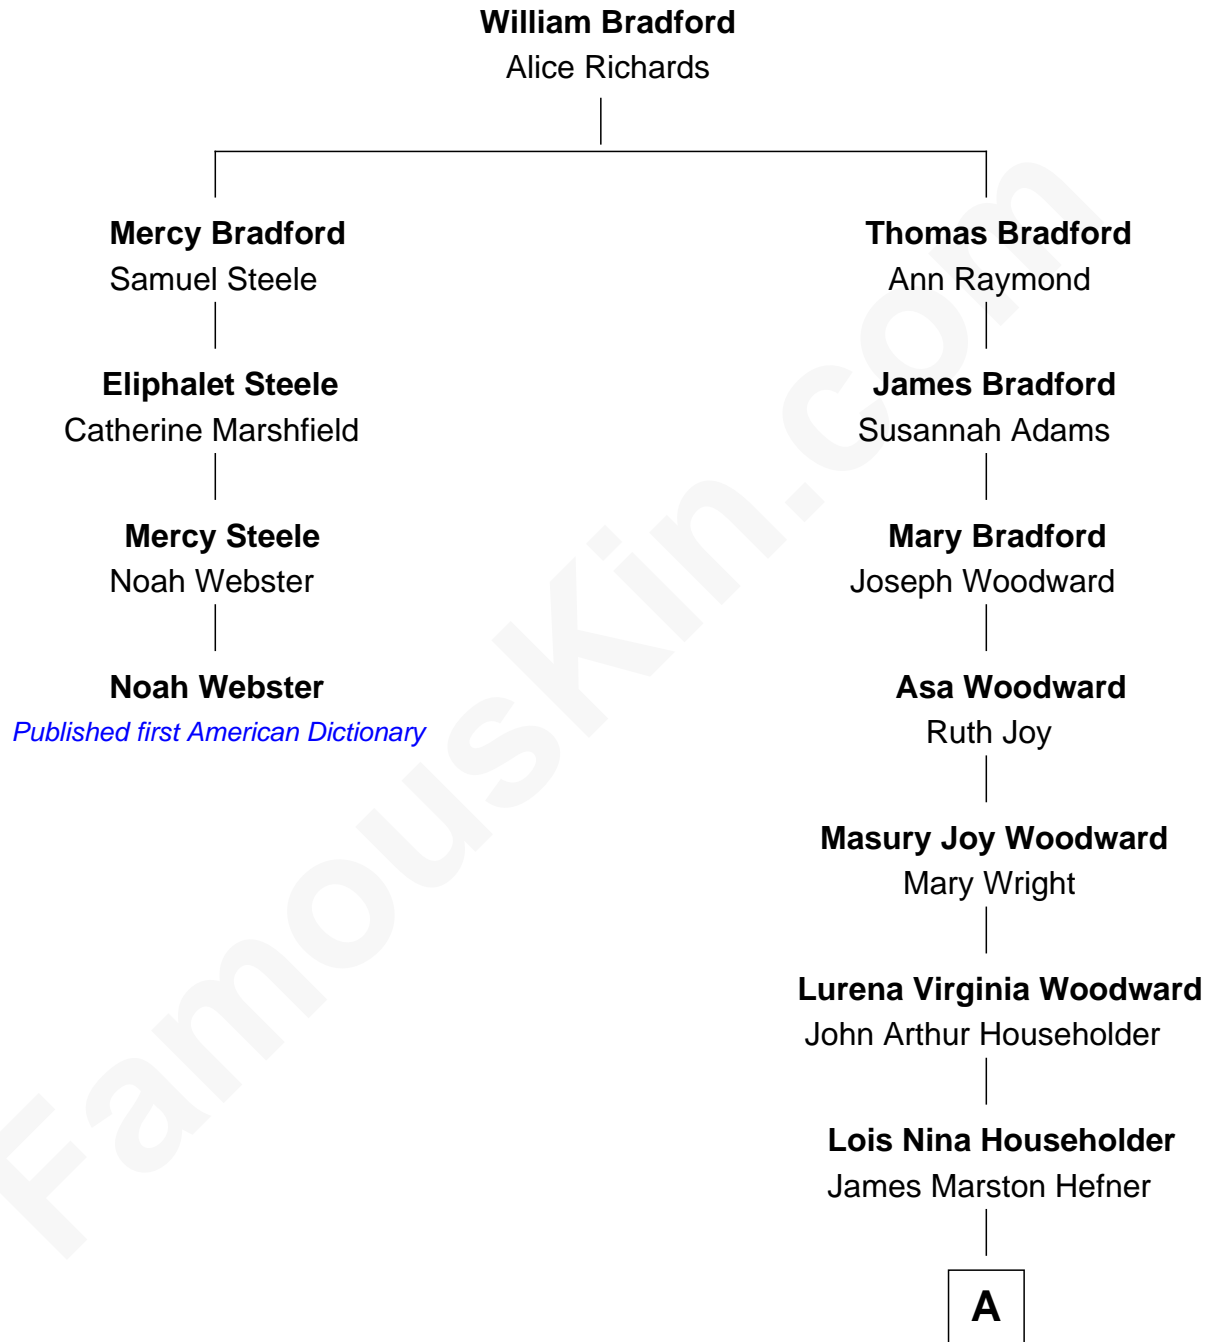 William Bradford
Alice Richards
Mercy Bradford
Samuel Steele
Thomas Bradford
Ann Raymond
Eliphalet Steele
Catherine Marshfield
James Bradford
Susannah Adams
Mercy Steele
Noah Webster
Mary Bradford
Joseph Woodward
Noah Webster
Published first American Dictionary
Asa Woodward
Ruth Joy
Masury Joy Woodward
Mary Wright
Lurena Virginia Woodward
John Arthur Householder
Lois Nina Householder
James Marston Hefner
A
FamousKin.com